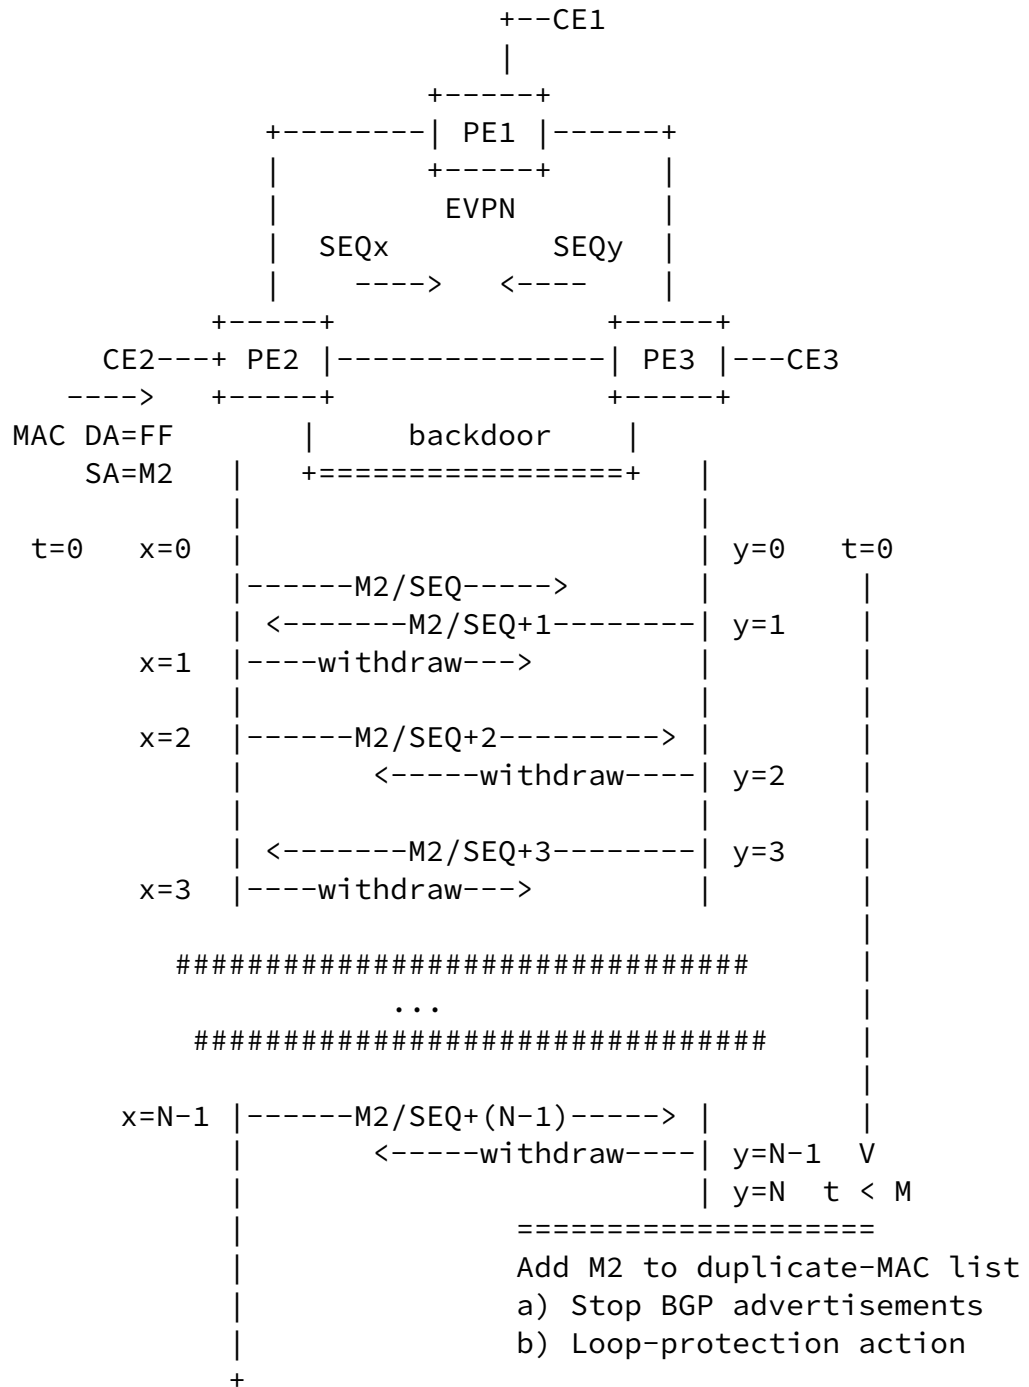 +--CE1
|
+-----+
+--------| PE1 |------+
| +-----+ |
| EVPN |
| SEQx SEQy |
| ----> <---- |
+-----+ +-----+
CE2---+ PE2 |---------------| PE3 |---CE3
----> +-----+ +-----+
MAC DA=FF | backdoor |
SA=M2 | +=================+ |
| |
t=0 x=0 | | y=0 t=0
|------M2/SEQ-----> | |
| <-------M2/SEQ+1--------| y=1 |
x=1 |----withdraw---> | |
| | |
x=2 |------M2/SEQ+2---------> | |
| <-----withdraw----| y=2 |
| | |
| <-------M2/SEQ+3--------| y=3 |
x=3 |----withdraw---> | |
|
################################ |
... |
################################ |
|
x=N-1 |------M2/SEQ+(N-1)-----> | |
| <-----withdraw----| y=N-1 V
| | y=N t < M
| ====================
| Add M2 to duplicate-MAC list
| a) Stop BGP advertisements
| b) Loop-protection action
+